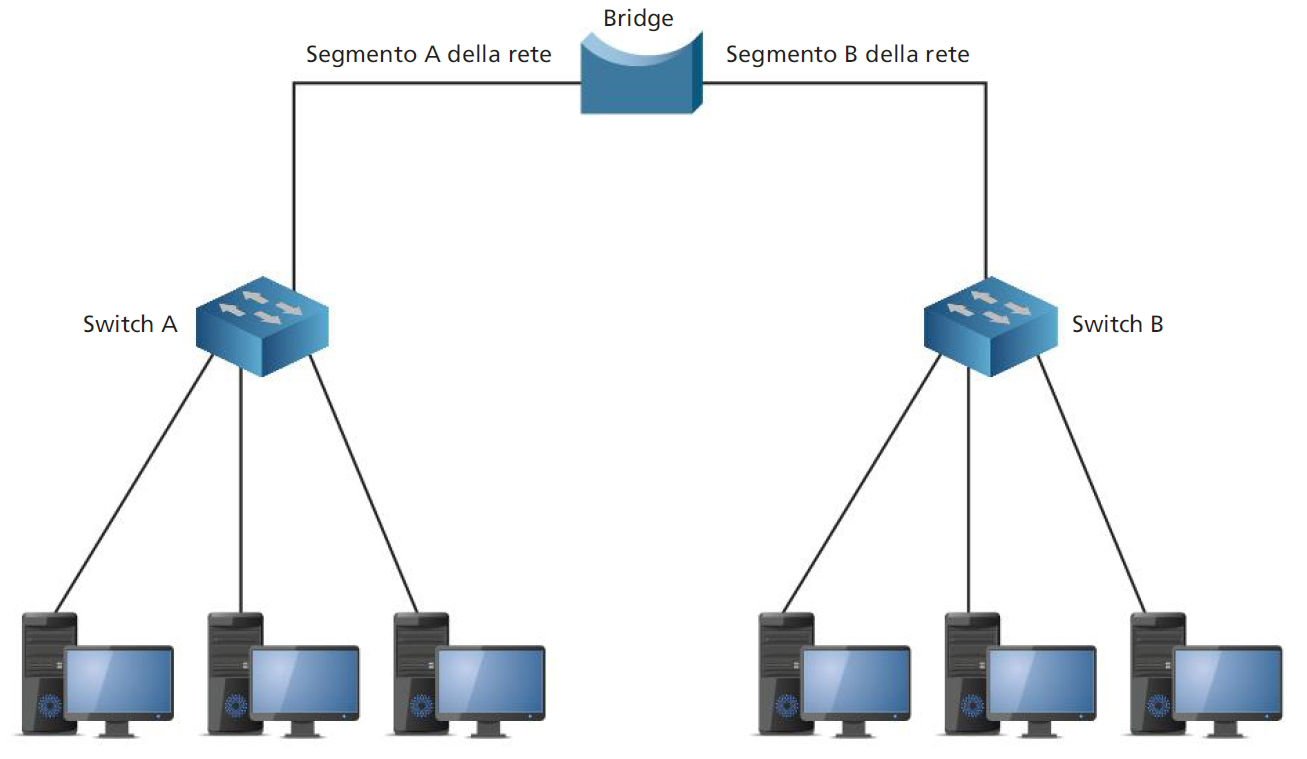 Bridge
Segmento A della rete
Segmento B della rete
Switch A
Switch B